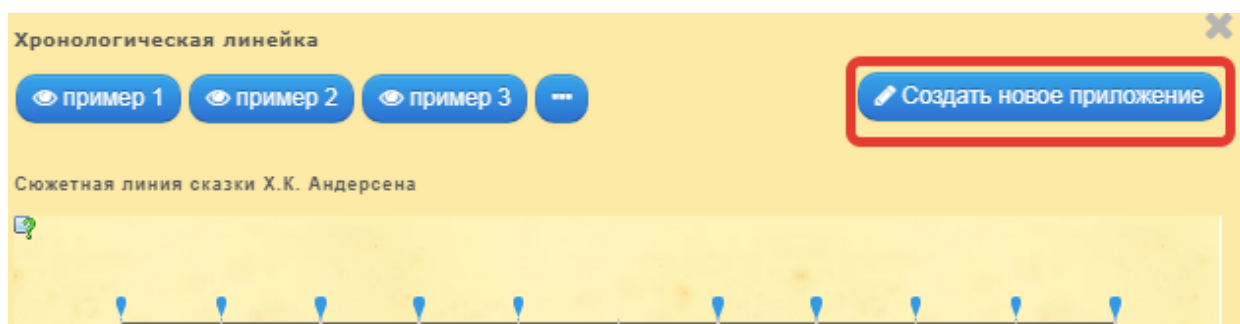 Хронологическая линейка
пример 1 пример 2 пример 3 ... Создать новое приложение
Сюжетная линия сказки Х.К. Андерсена